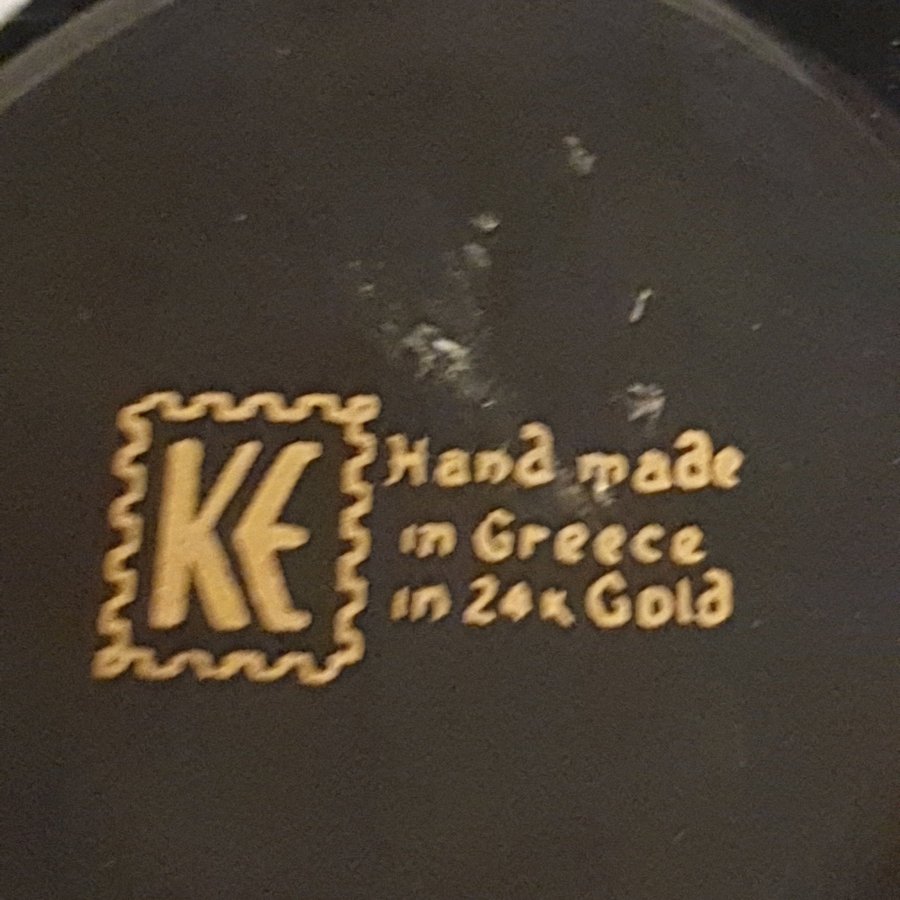 KE
Hand made
in Greece
in 24k Gold